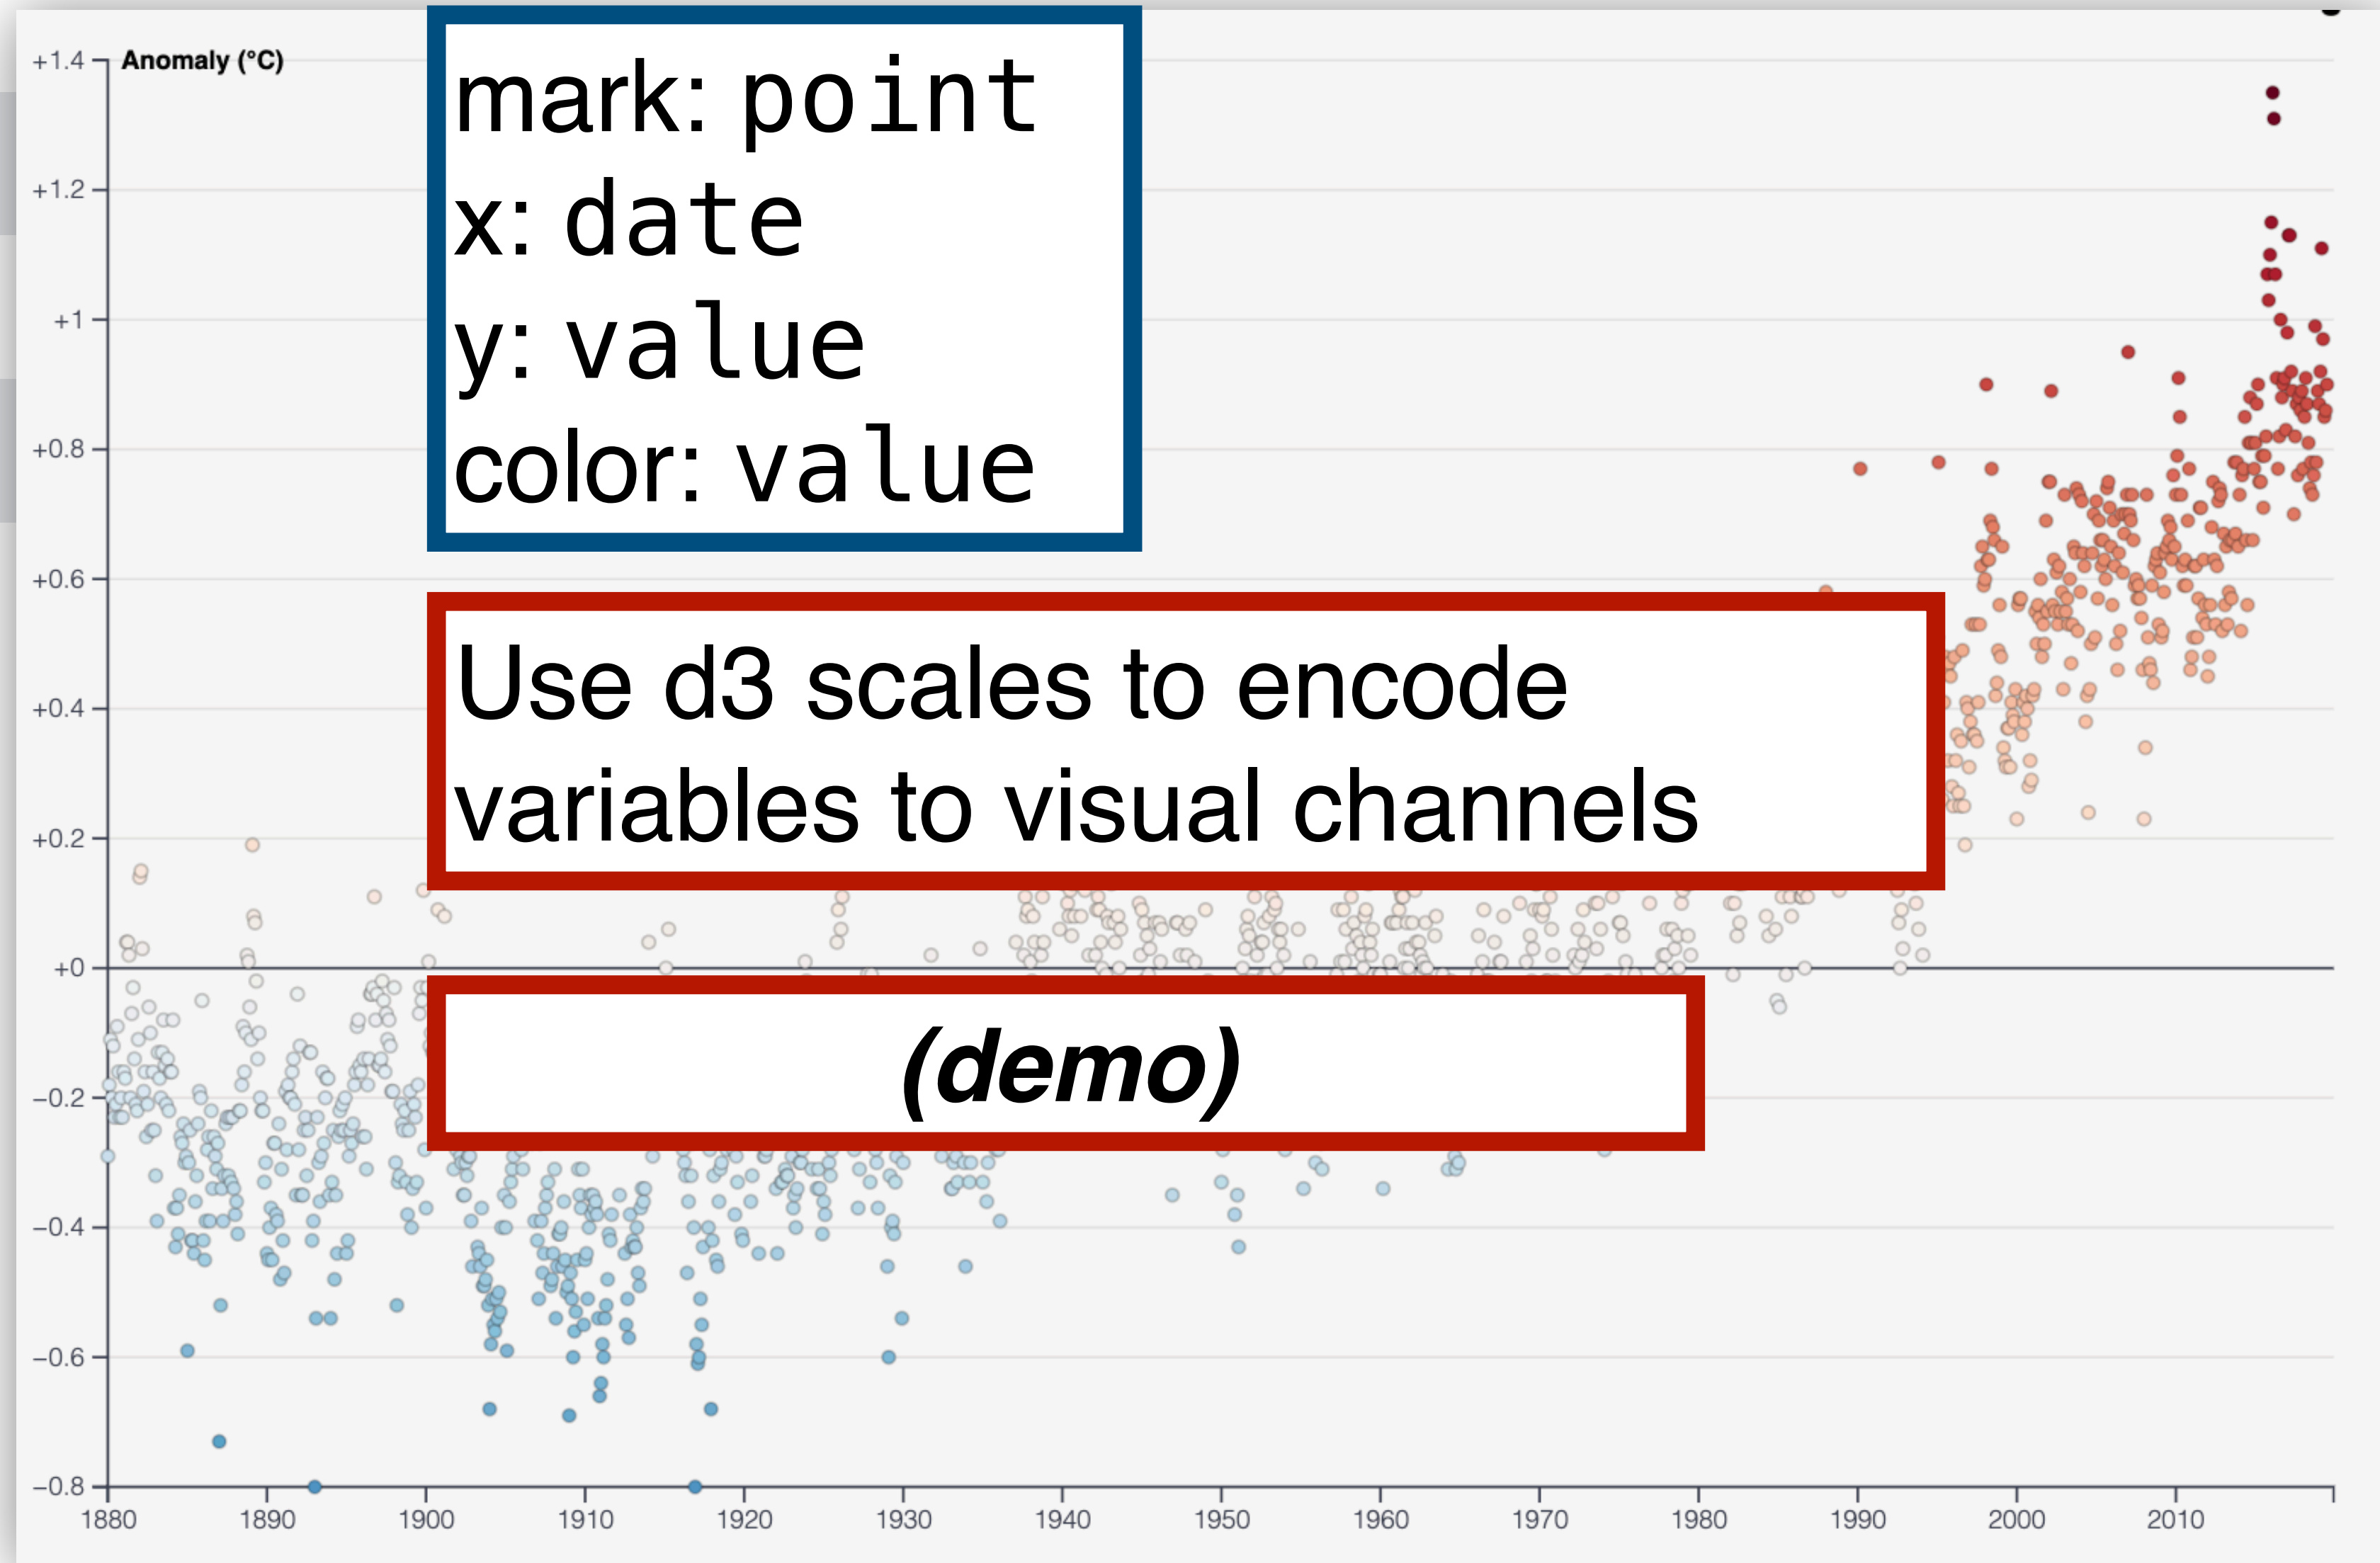 Anomaly (°C)
+1.4
+1.2
+1
+0.8
+0.6
+0.4
+0.2
+0
−0.2
−0.4
−0.6
−0.8
mark: point
x: date
y: value
color: value
Use d3 scales to encode
variables to visual channels
(demo)
1880 1890 1900 1910 1920 1930 1940 1950 1960 1970 1980 1990 2000 2010